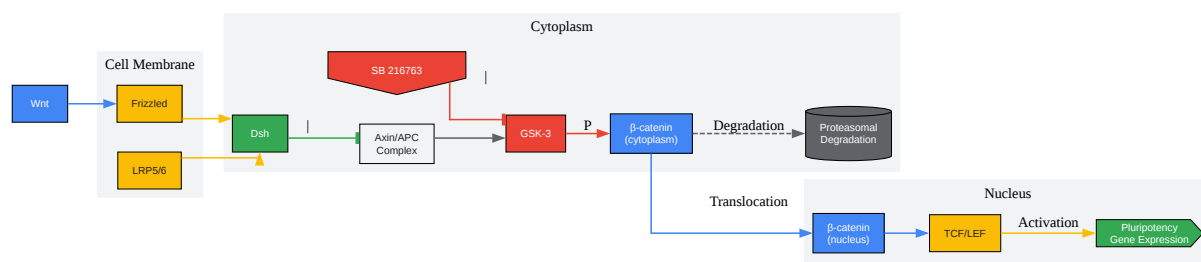 Cytoplasm
Cell Membrane
SB 216763
|
Wnt
Frizzled
Dsh
|
Axin/APC
Complex
GSK-3
P
β-catenin
(cytoplasm)
Degradation
Proteasomal
Degradation
LRP5/6
Translocation
Nucleus
β-catenin
(nucleus)
TCF/LEF
Activation
Pluripotency
Gene Expression